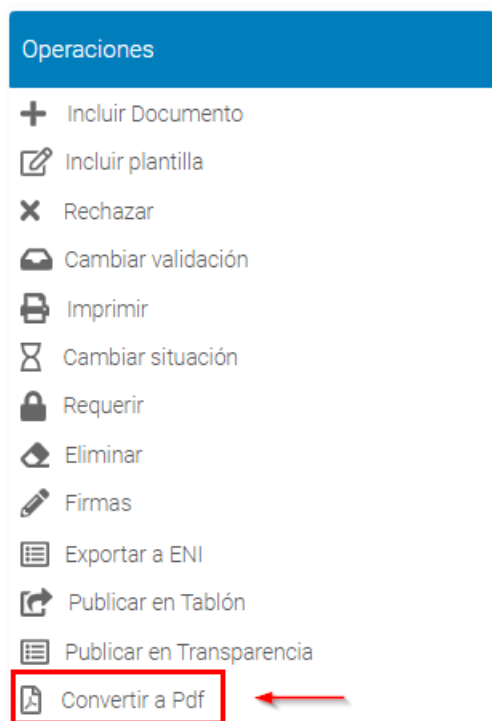 Operaciones
Incluir Documento
Incluir plantilla
Rechazar
Cambiar validación
Imprimir
Cambiar situación
Requerir
Eliminar
Firmas
Exportar a ENI
Publicar en Tablón
Publicar en Transparencia
Convertir a Pdf